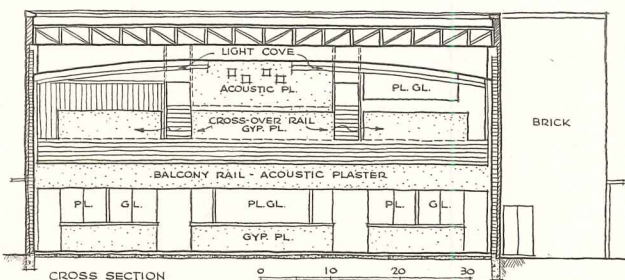 LIGHT COVE
ACOUSTIC PL.
PL. GL.
CROSS-OVER RAIL
GYP. PL.
BRICK
BALCONY RAIL - ACOUSTIC PLASTER
PL. GL.
PL. GL.
PL. GL.
GYP. PL.
CROSS SECTION
0 10 20 30